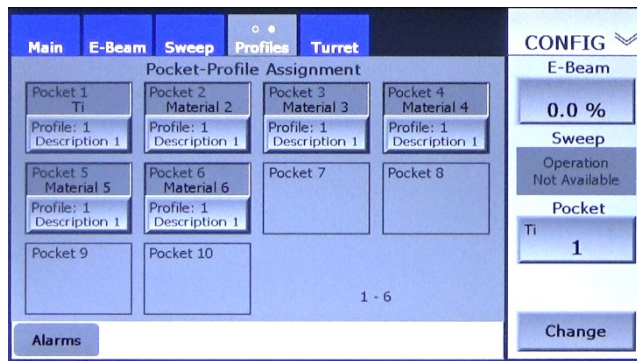 Main E-Beam Sweep Profiles Turret
CONFIG
Pocket-Profile Assignment
Pocket 1
Ti
Profile: 1
Description 1
Pocket 2
Material 2
Profile: 1
Description 1
Pocket 3
Material 3
Profile: 1
Description 1
Pocket 4
Material 4
Profile: 1
Description 1
Pocket 5
Material 5
Profile: 1
Description 1
Pocket 6
Material 6
Profile: 1
Description 1
Pocket 7
Pocket 8
Pocket 9
Pocket 10
1 - 6
Alarms
E-Beam
0.0 %
Sweep
Operation
Not Available
Pocket
Ti
1
Change